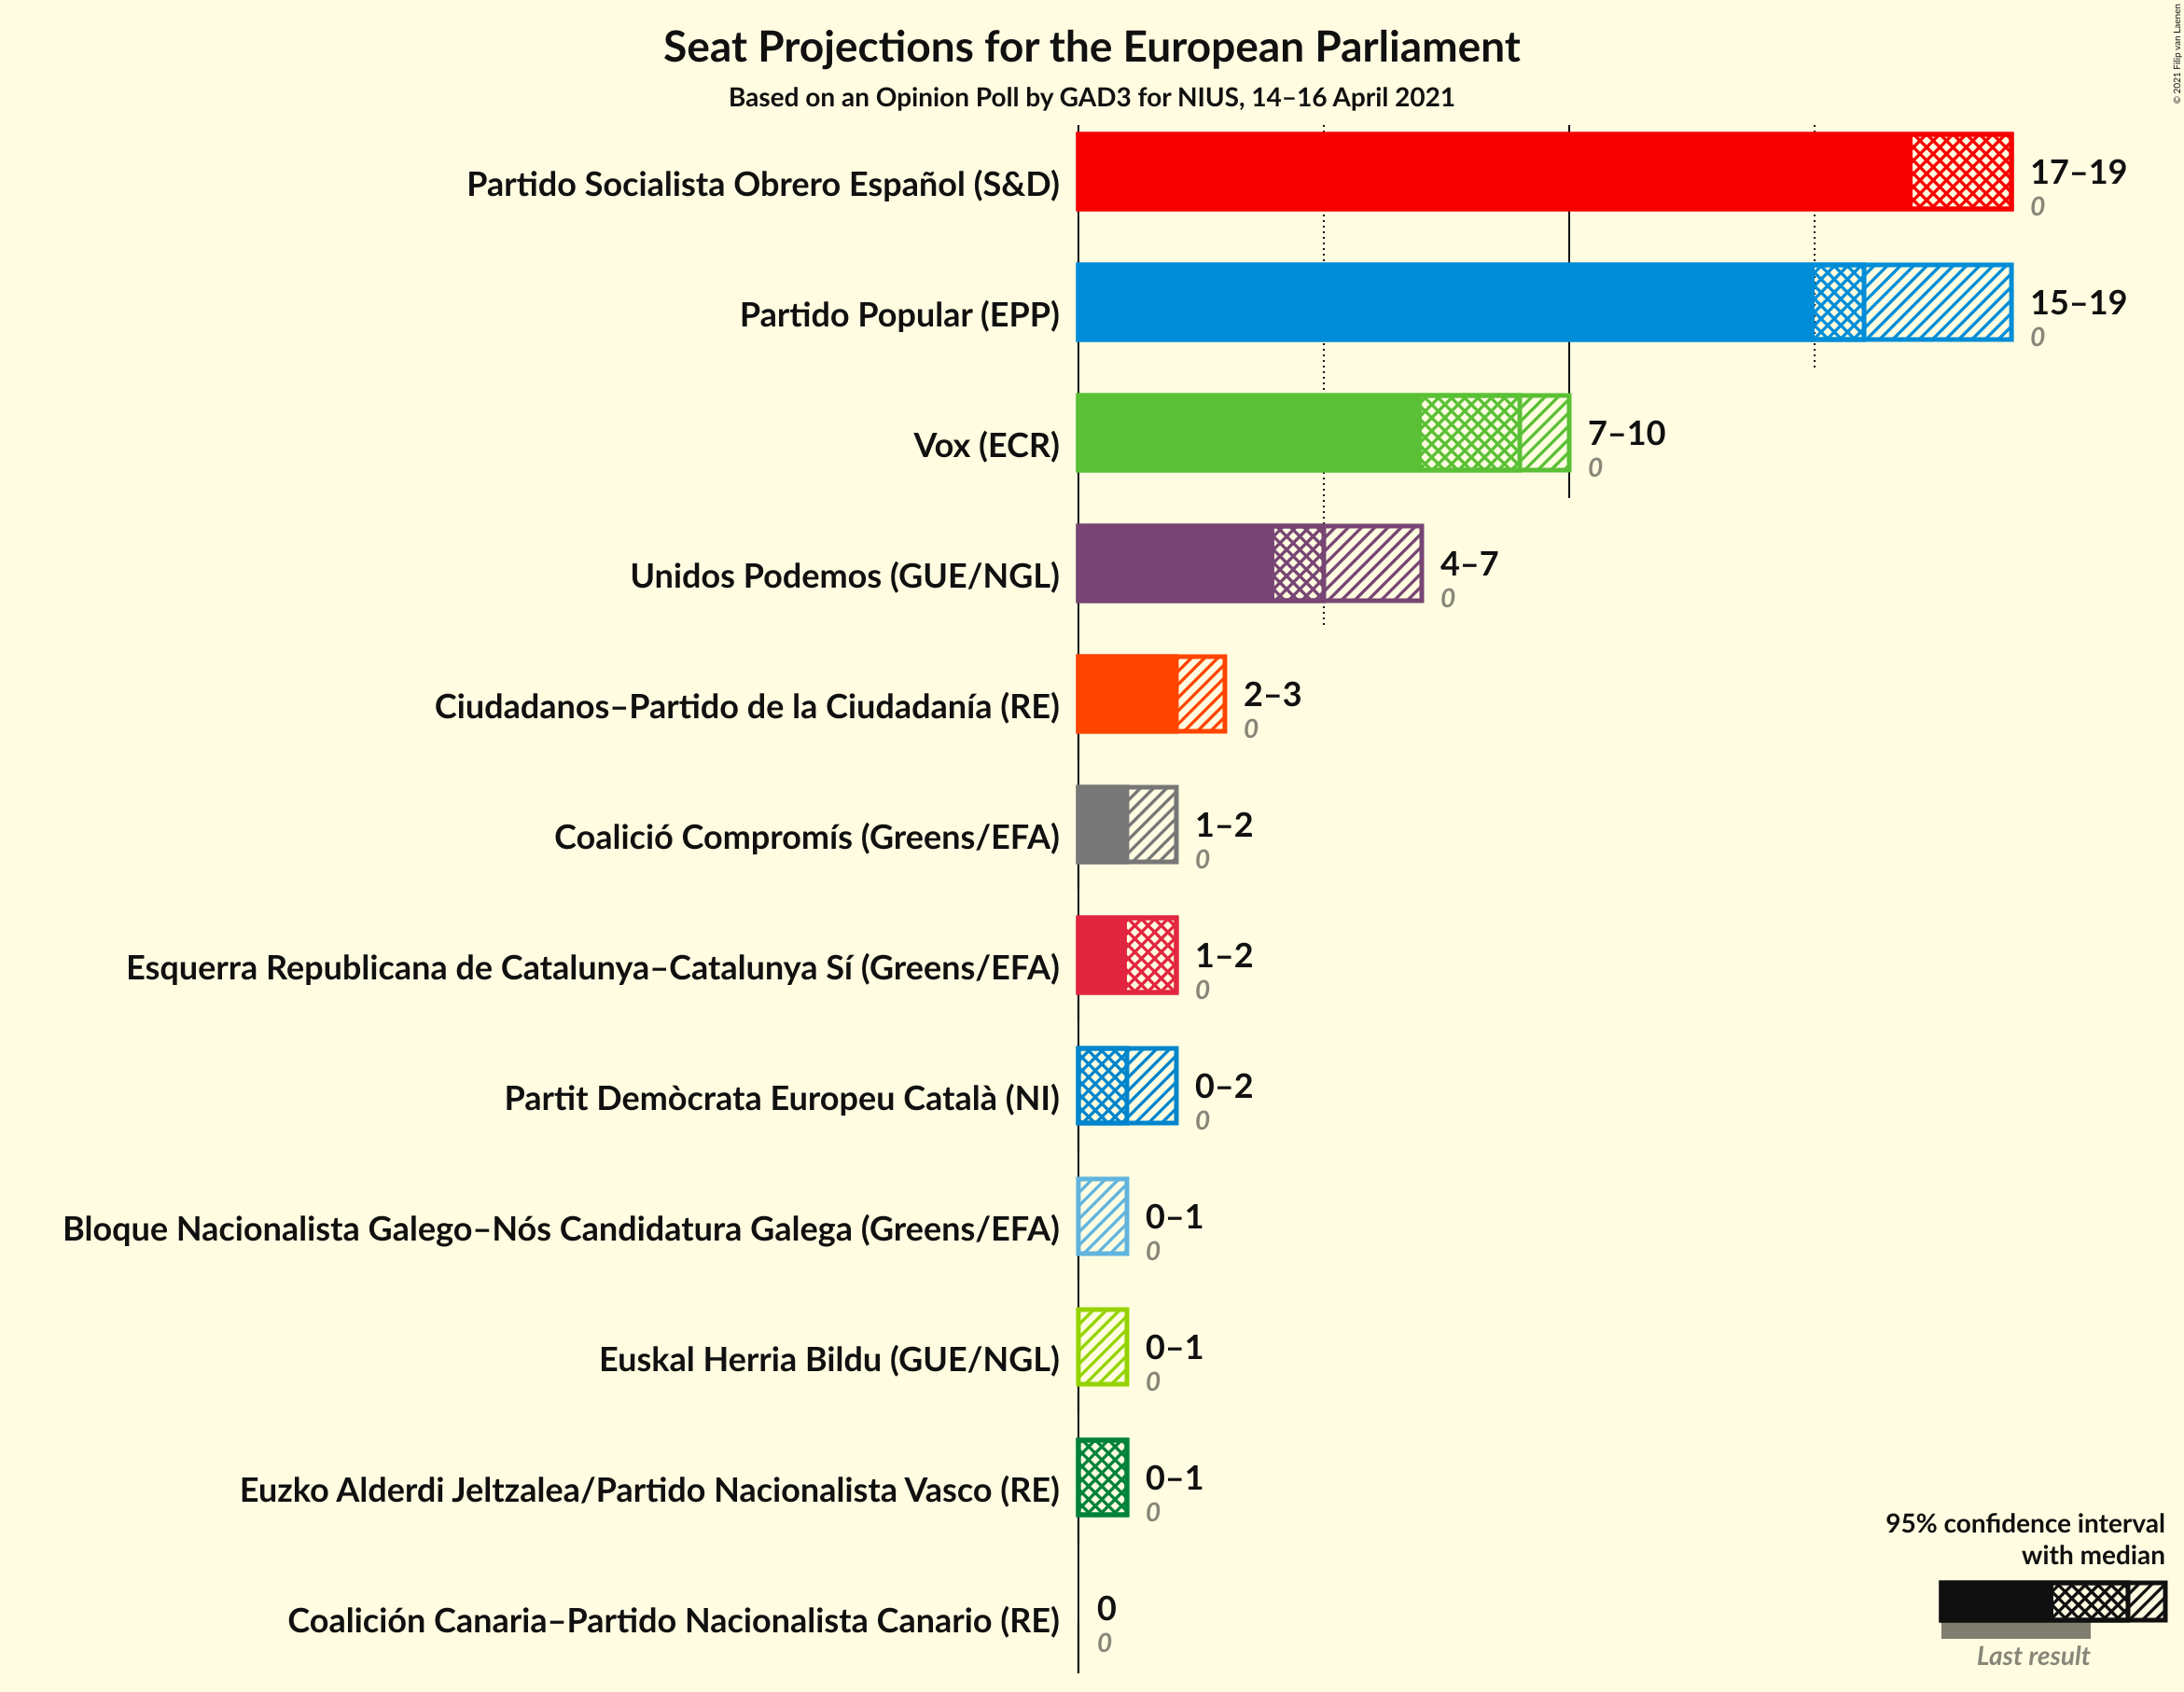 Seat Projections for the European Parliament
Based on an Opinion Poll by GAD3 for NIUS, 14–16 April 2021
© 2021 Filip van Laenen
Partido Socialista Obrero Español (S&D)
17–19
0
Partido Popular (EPP)
15–19
0
Vox (ECR)
7–10
0
Unidos Podemos (GUE/NGL)
4–7
0
Ciudadanos–Partido de la Ciudadanía (RE)
2–3
0
Coalició Compromís (Greens/EFA)
1–2
0
Esquerra Republicana de Catalunya–Catalunya Sí (Greens/EFA)
1–2
0
Partit Demòcrata Europeu Català (NI)
0–2
0
Bloque Nacionalista Galego–Nós Candidatura Galega (Greens/EFA)
0–1
0
Euskal Herria Bildu (GUE/NGL)
0–1
0
Euzko Alderdi Jeltzalea/Partido Nacionalista Vasco (RE)
0–1
0
Coalición Canaria–Partido Nacionalista Canario (RE)
0
0
95% confidence interval
with median
Last result